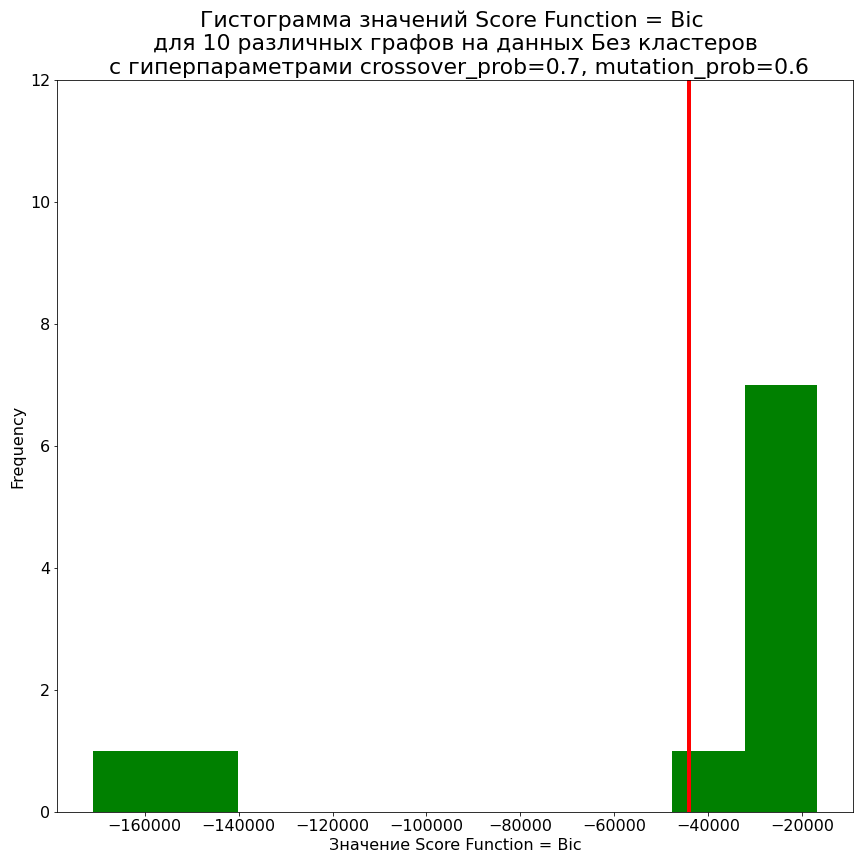 Гистограмма значений Score Function = Bic
для 10 различных графов на данных Без кластеров
с гиперпараметрами crossover_prob=0.7, mutation_prob=0.6
12
10
8
6
4
2
0
Frequency
−160000 −140000 −120000 −100000 −80000 −60000 −40000 −20000
Значение Score Function = Bic